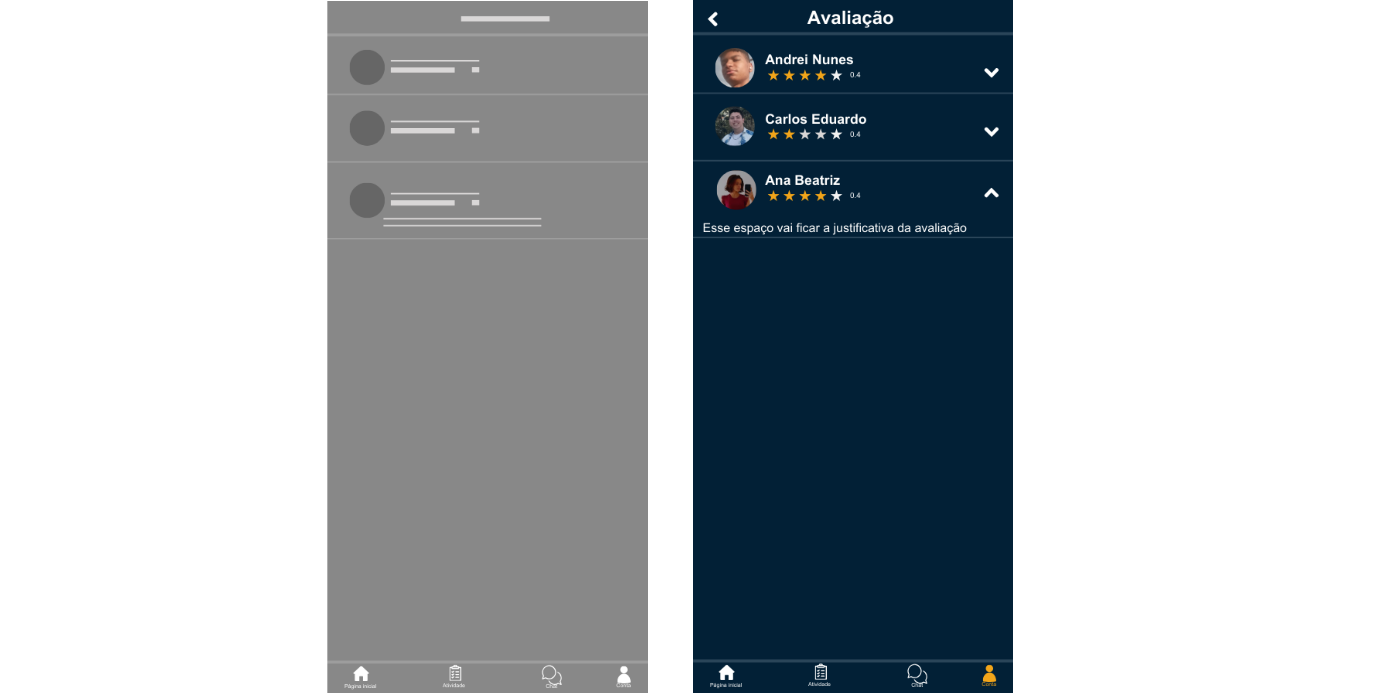 Avaliação
Andrei Nunes
0.4
Carlos Eduardo
0.4
Ana Beatriz
0.4
Esse espaço vai ficar a justificativa da avaliação
Página inicial
Atividade
Chat
Conta
Página inicial
Atividade
Chat
Conta